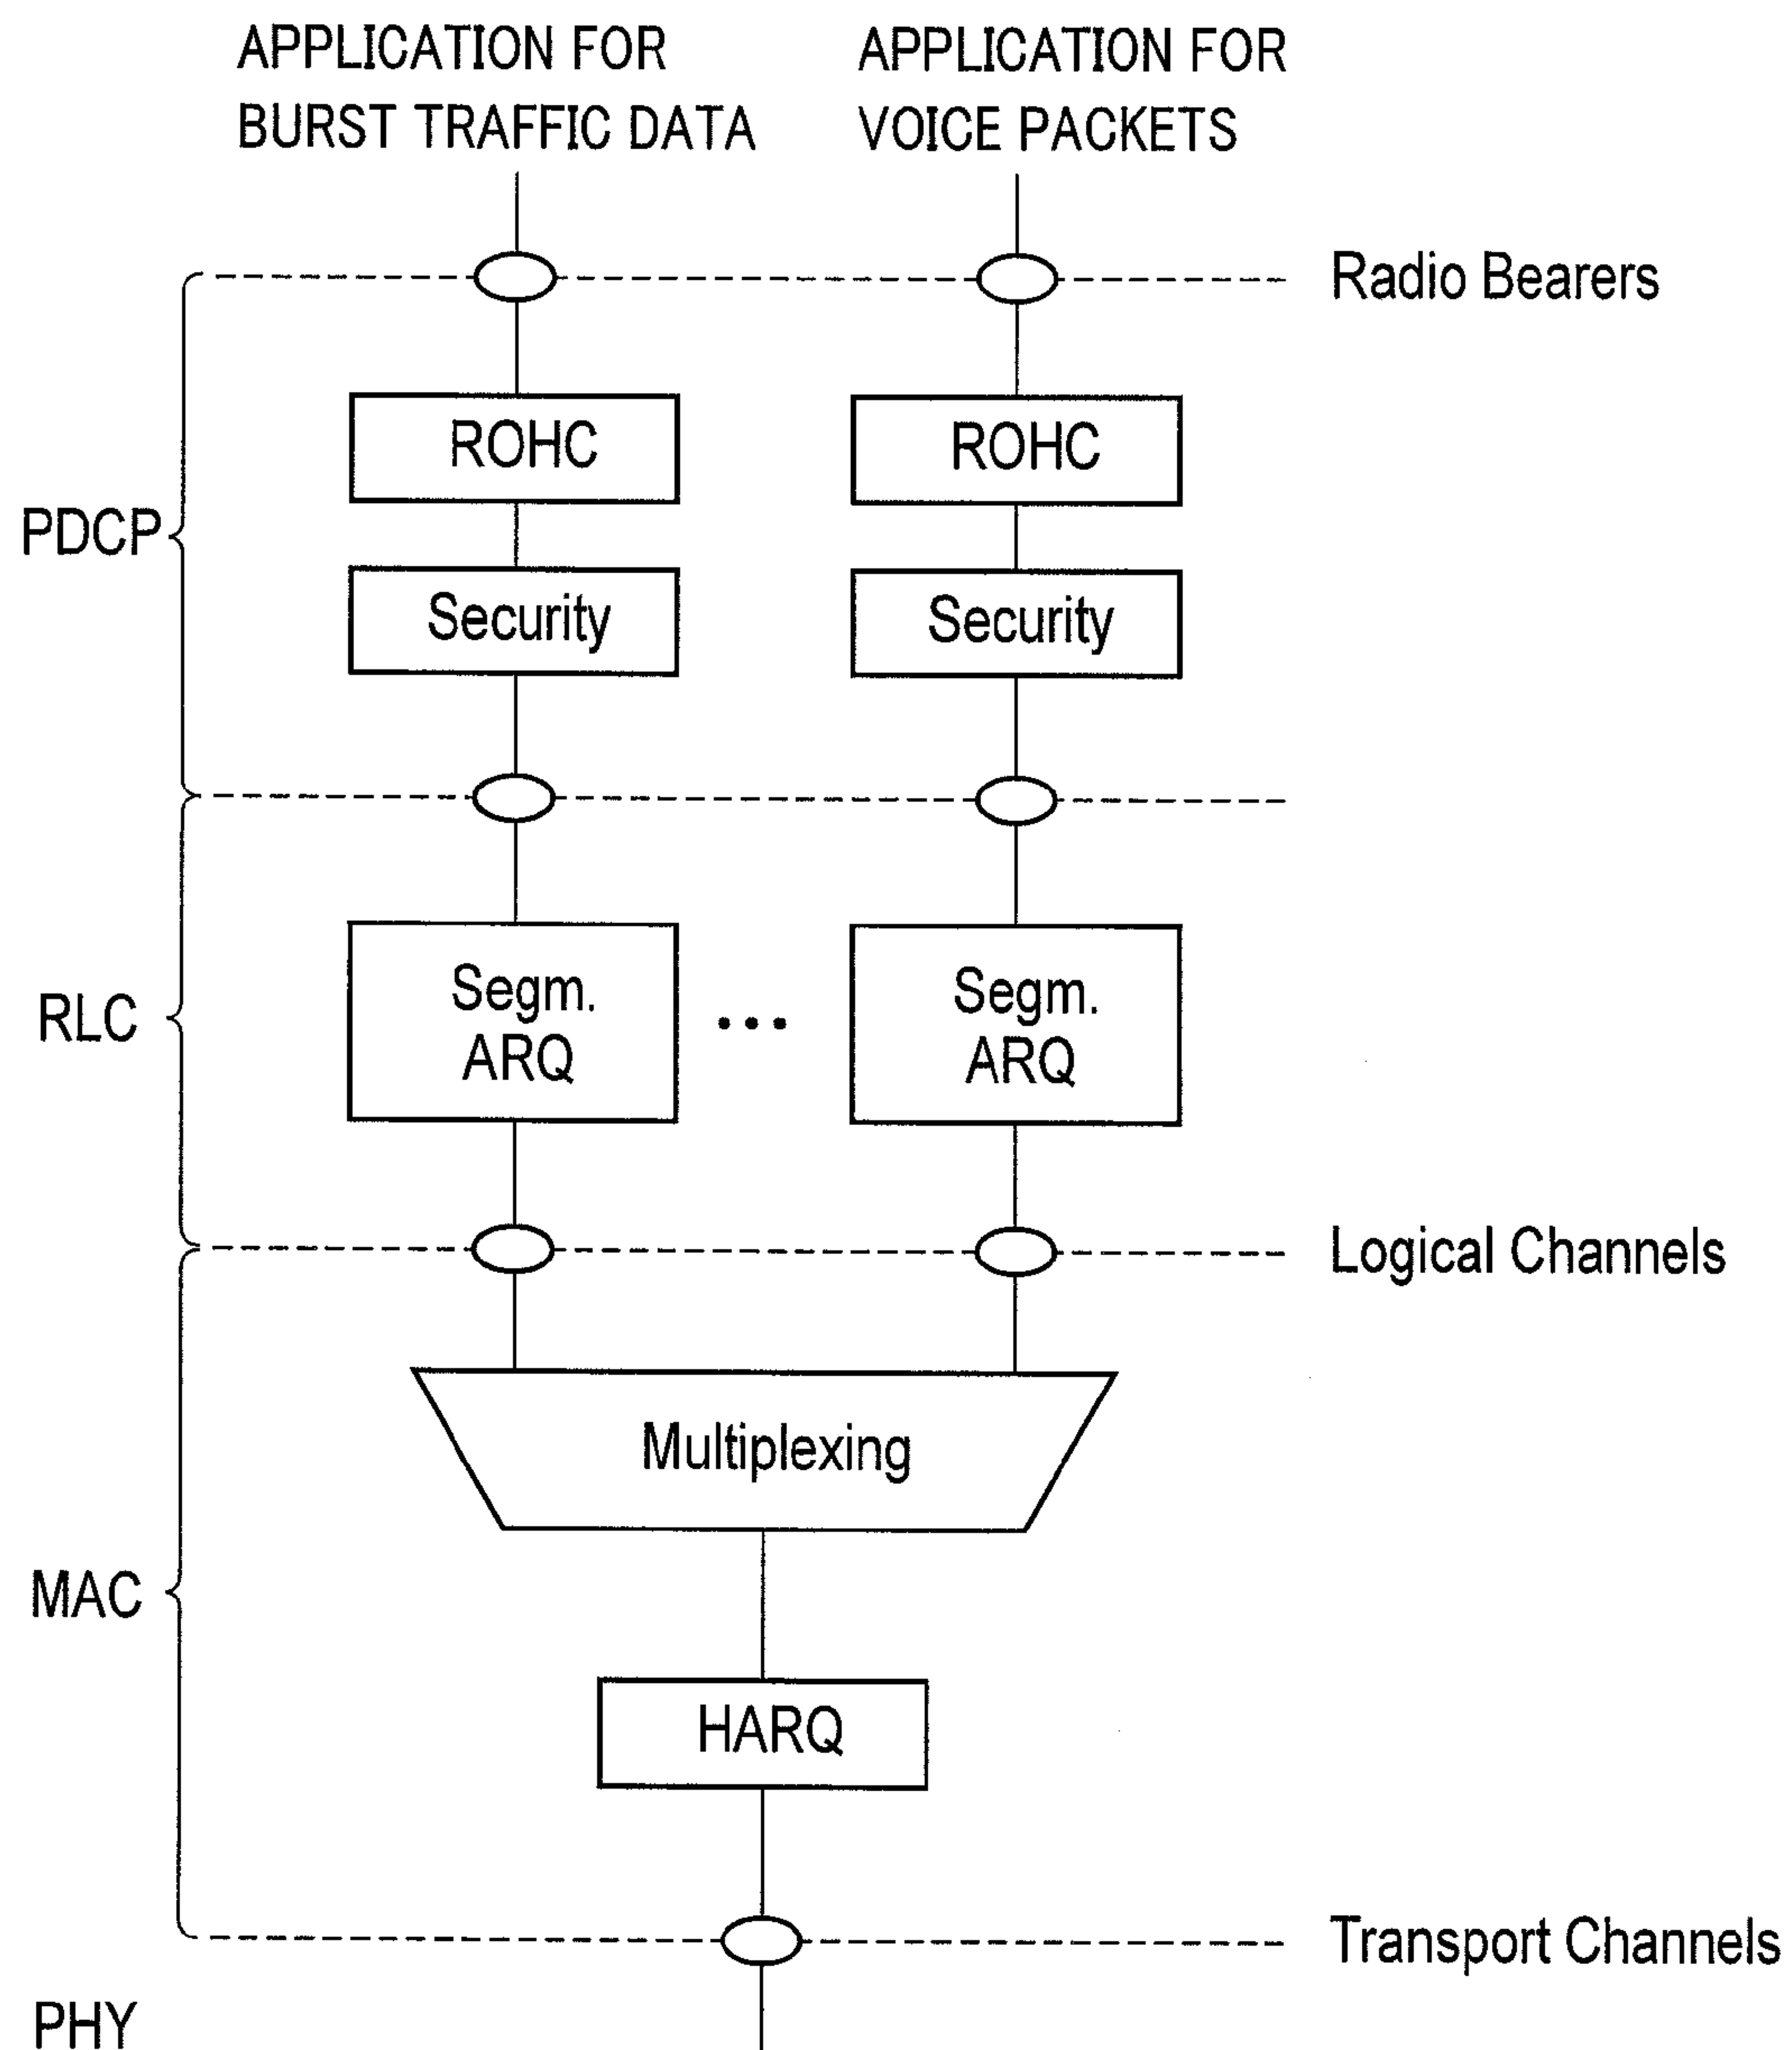 APPLICATION FOR
BURST TRAFFIC DATA
APPLICATION FOR
VOICE PACKETS
Radio Bearers
ROHC
ROHC
PDCP
Security
Security
RLC
Segm.
ARQ
...
Segm.
ARQ
Logical Channels
Multiplexing
MAC
HARQ
Transport Channels
PHY